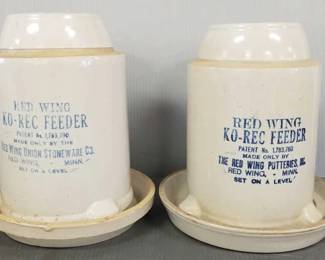 RED WING
KO-REC FEEDER
PATENT No. 1,783,760
MADE ONLY BY THE
RED WING UNION STONEWARE CO.
RED WING, MINN.
SET ON A LEVEL
RED WING
KO-REC FEEDER
PATENT No. 1,783,760
MADE ONLY BY
THE RED WING POTTERIES, INC.
RED WING, MINN.
SET ON A LEVEL